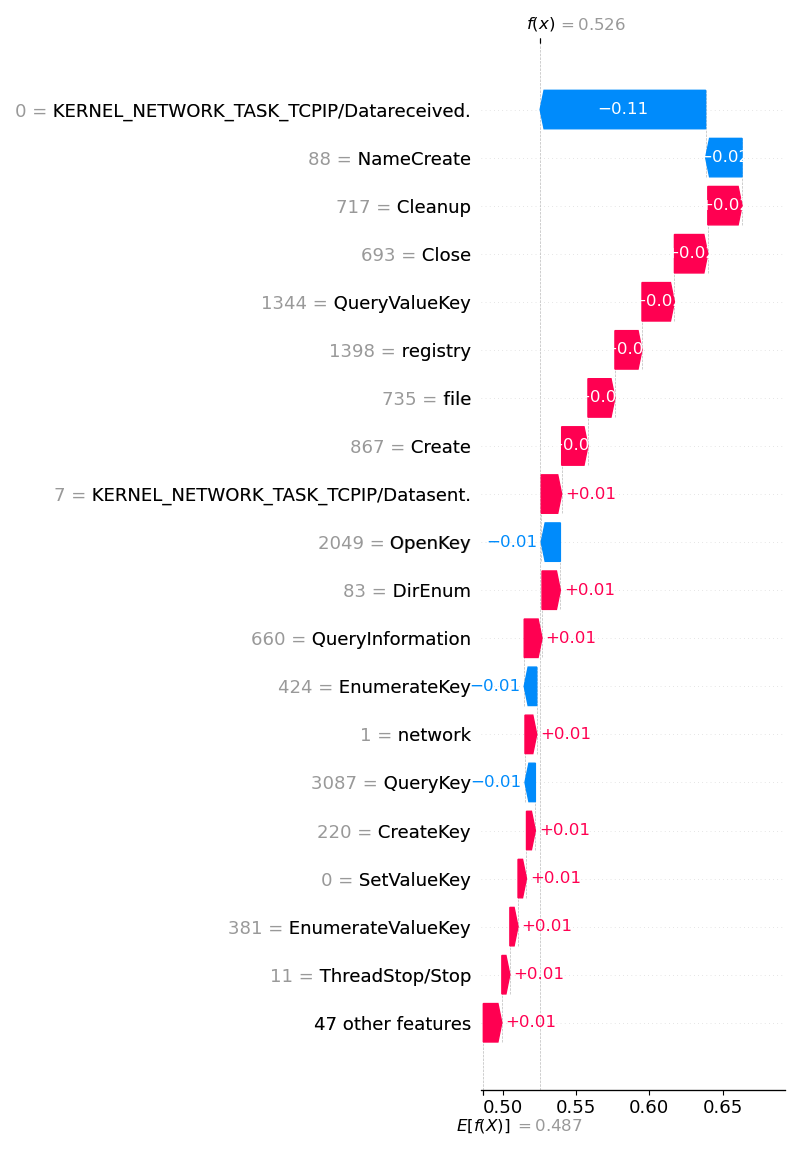 f(x) = 0.526
0 = KERNEL_NETWORK_TASK_TCPIP/Datareceived.
−0.11
88 = NameCreate
717 = Cleanup
693 = Close
1344 = QueryValueKey
1398 = registry
735 = file
867 = Create
7 = KERNEL_NETWORK_TASK_TCPIP/Datasent.
+0.01
2049 = OpenKey
−0.01
83 = DirEnum
+0.01
660 = QueryInformation
+0.01
424 = EnumerateKey
−0.01
1 = network
+0.01
3087 = QueryKey
−0.01
220 = CreateKey
+0.01
0 = SetValueKey
+0.01
381 = EnumerateValueKey
+0.01
11 = ThreadStop/Stop
+0.01
47 other features
+0.01
0.50 0.55 0.60 0.65
E[f(X)] = 0.487